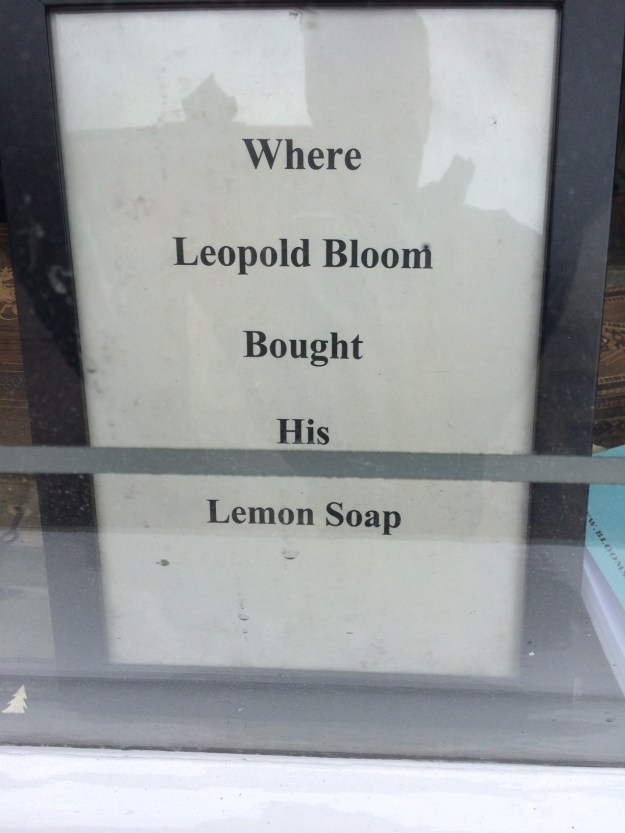 Where
Leopold Bloom
Bought
His
Lemon Soap